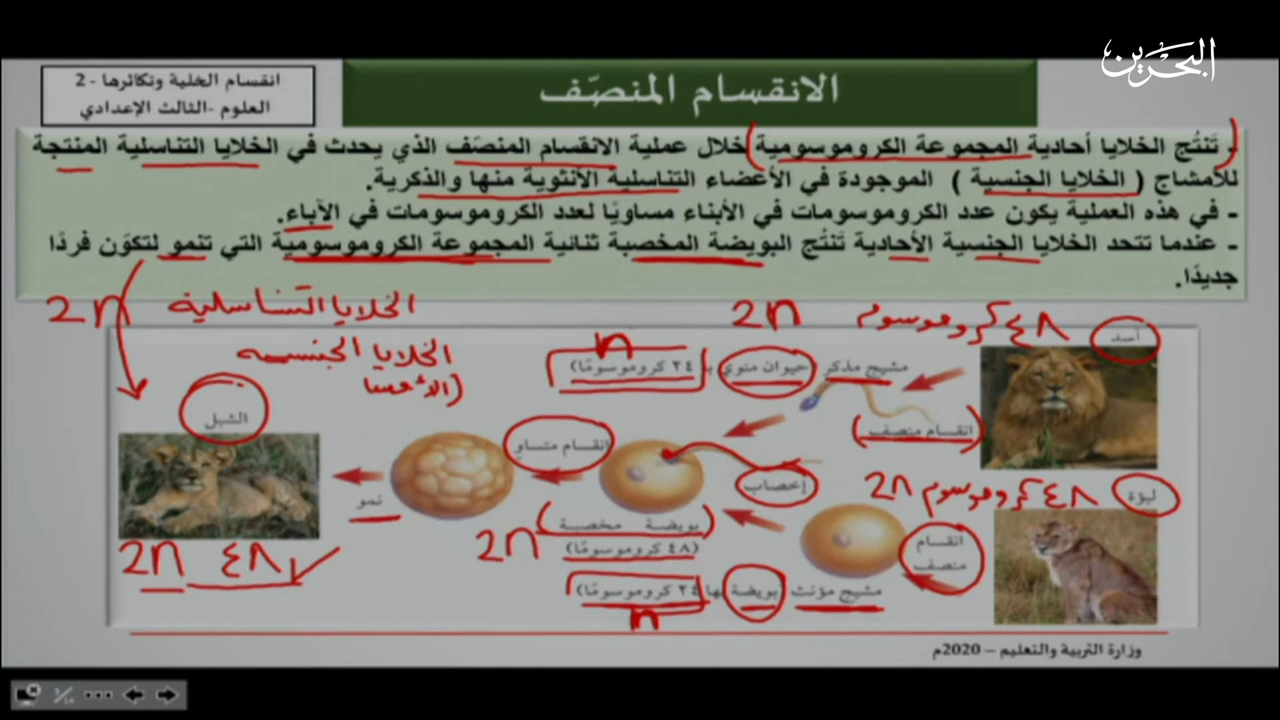 البحرين
انقسام الخلية وتكاثرها - 2
العلوم -الثالث الإعدادي
الانقسام المنصّف
- تَنتُج الخلايا أحادية المجموعة الكروموسومية خلال عملية الانقسام المنصّف الذي يحدث في الخلايا التناسلية المنتجة
للأمشاج ( الخلايا الجنسية ) الموجودة في الأعضاء التناسلية الأنثوية منها والذكرية.
- في هذه العملية يكون عدد الكروموسومات في الأبناء مساويًا لعدد الكروموسومات في الآباء.
- عندما تتحد الخلايا الجنسية الأحادية تَنتُج البويضة المخصبة ثنائية المجموعة الكروموسومية التي تنمو لتكوّن فردًا
جديدًا.
2n
الخلايا التناسلية
2n
٤٨ كروموسوم
أسد
الخلايا الجنسية
n
مشيج مذكر (حيوان منوي به ٢٤ كروموسومًا)
انقسام منصف
الشبل
انقسام متساوٍ
إخصاب
لبؤة
٤٨ كروموسوم 2n
نمو
بويضة مخصبة
(٤٨ كروموسومًا)
2n
انقسام
منصف
2n ٤٨
مشيج مؤنث (بويضة بها ٢٤ كروموسومًا)
n
وزارة التربية والتعليم – 2020م